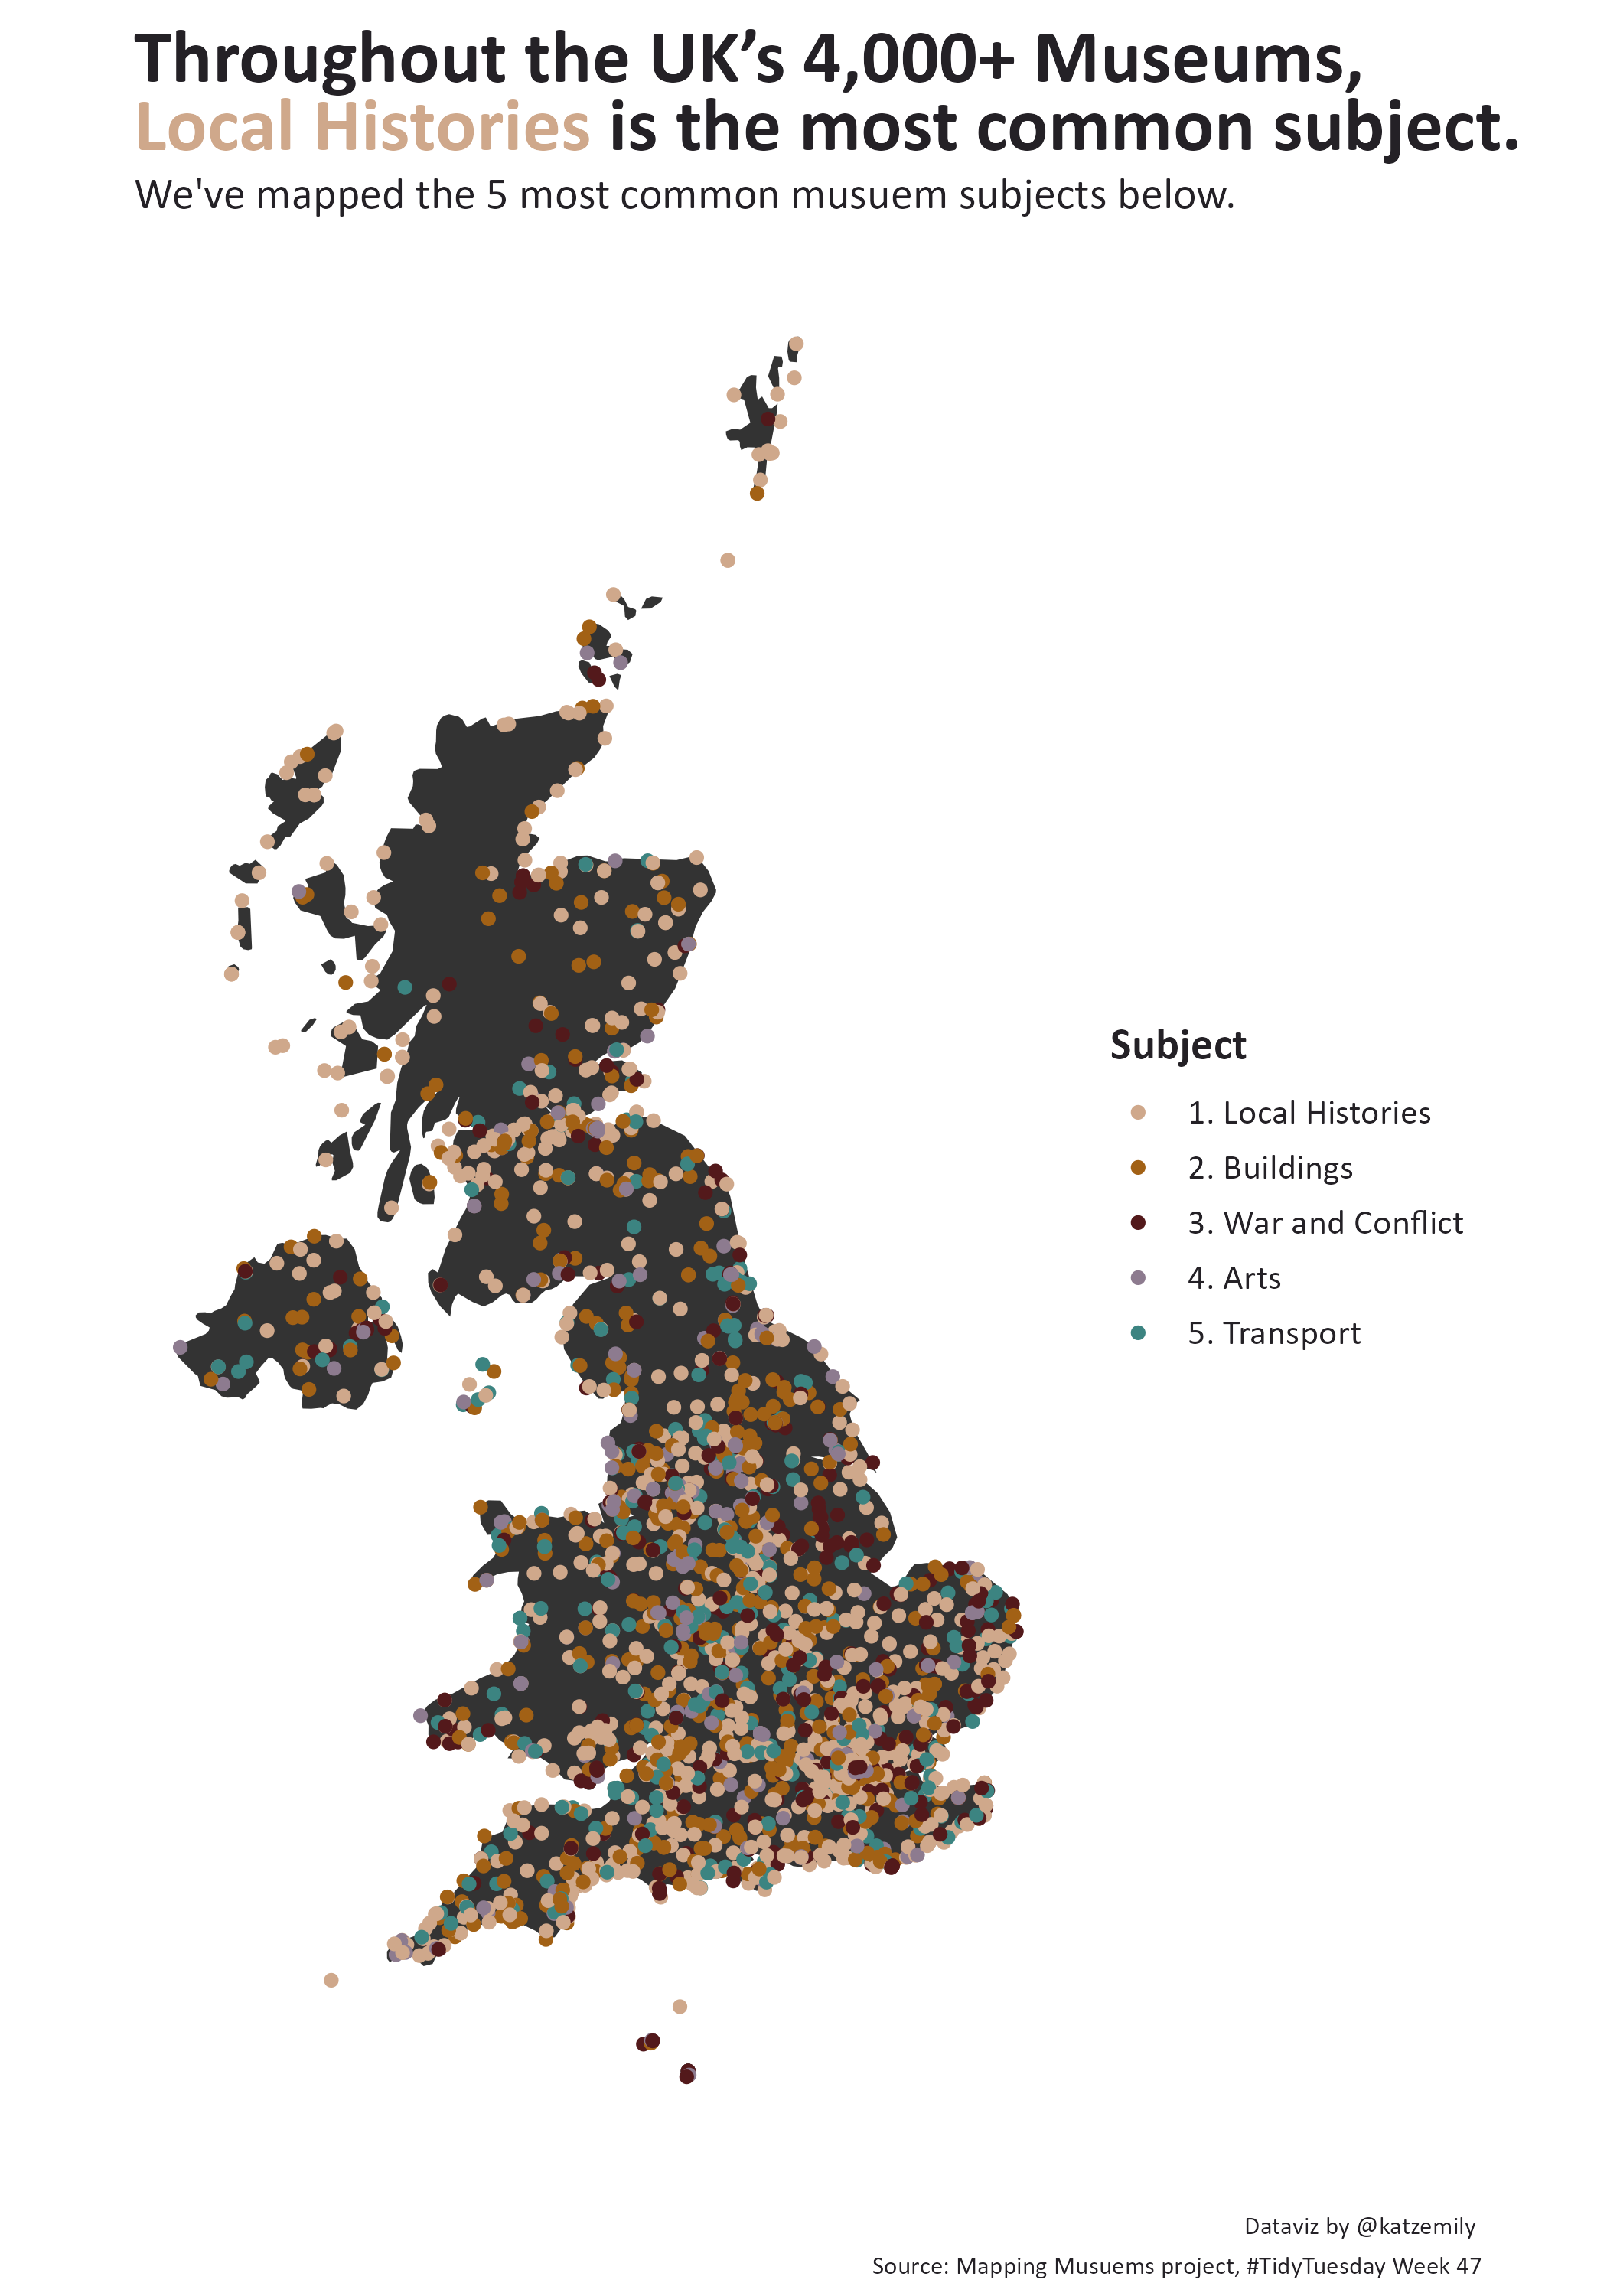 Throughout the UK’s 4,000+ Museums,
Local Histories is the most common subject.
We've mapped the 5 most common musuem subjects below.
Subject
1. Local Histories
2. Buildings
3. War and Conflict
4. Arts
5. Transport
Dataviz by @katzemily
Source: Mapping Musuems project, #TidyTuesday Week 47